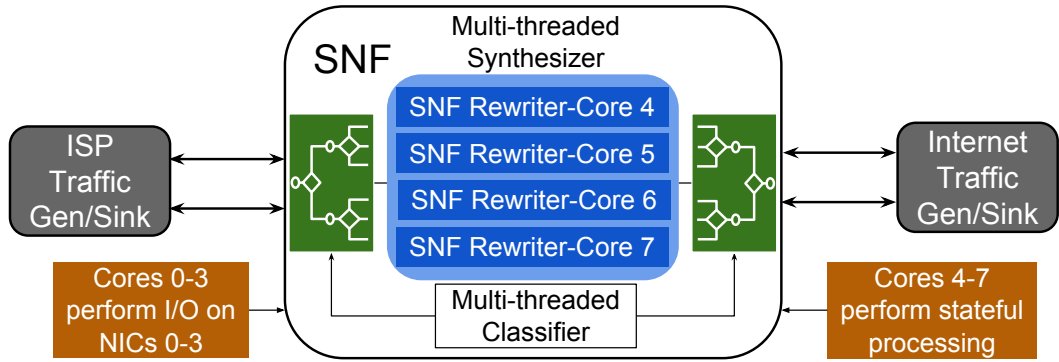 Multi-threaded
Synthesizer
SNF
SNF Rewriter-Core 4
SNF Rewriter-Core 5
SNF Rewriter-Core 6
SNF Rewriter-Core 7
ISP
Traffic
Gen/Sink
Internet
Traffic
Gen/Sink
Cores 0-3
perform I/O on
NICs 0-3
Multi-threaded
Classifier
Cores 4-7
perform stateful
processing